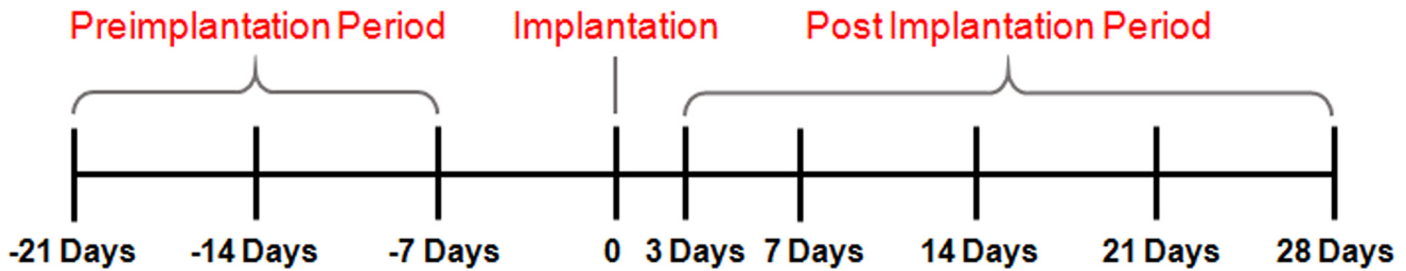 Preimplantation Period Implantation Post Implantation Period
-21 Days -14 Days -7 Days 0 3 Days 7 Days 14 Days 21 Days 28 Days